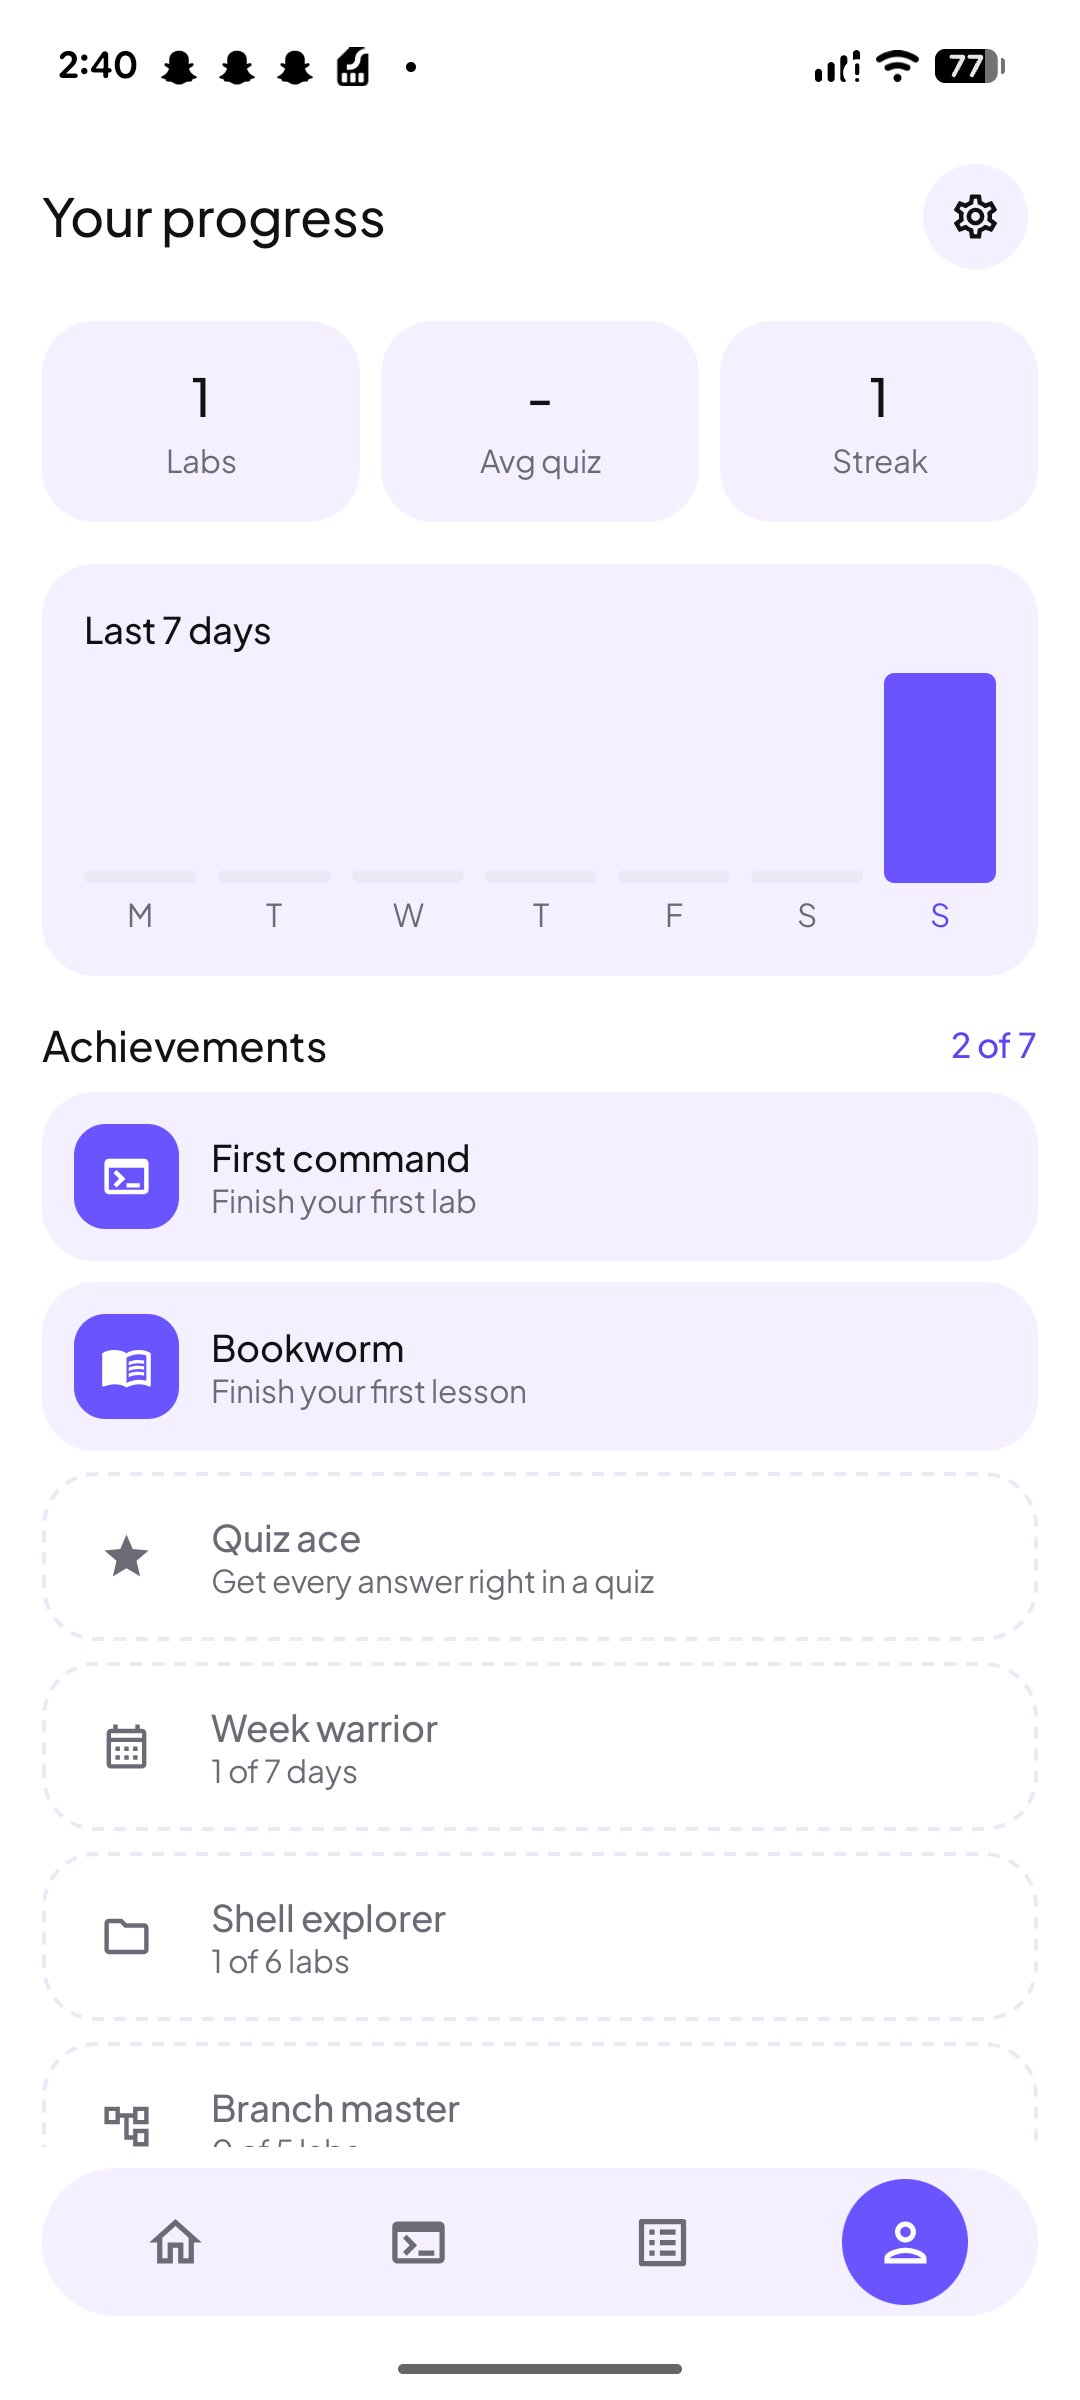 2:40
77
Your progress
1
Labs
-
Avg quiz
1
Streak
Last 7 days
M T W T F S S
Achievements
2 of 7
First command
Finish your first lab
Bookworm
Finish your first lesson
Quiz ace
Get every answer right in a quiz
Week warrior
1 of 7 days
Shell explorer
1 of 6 labs
Branch master